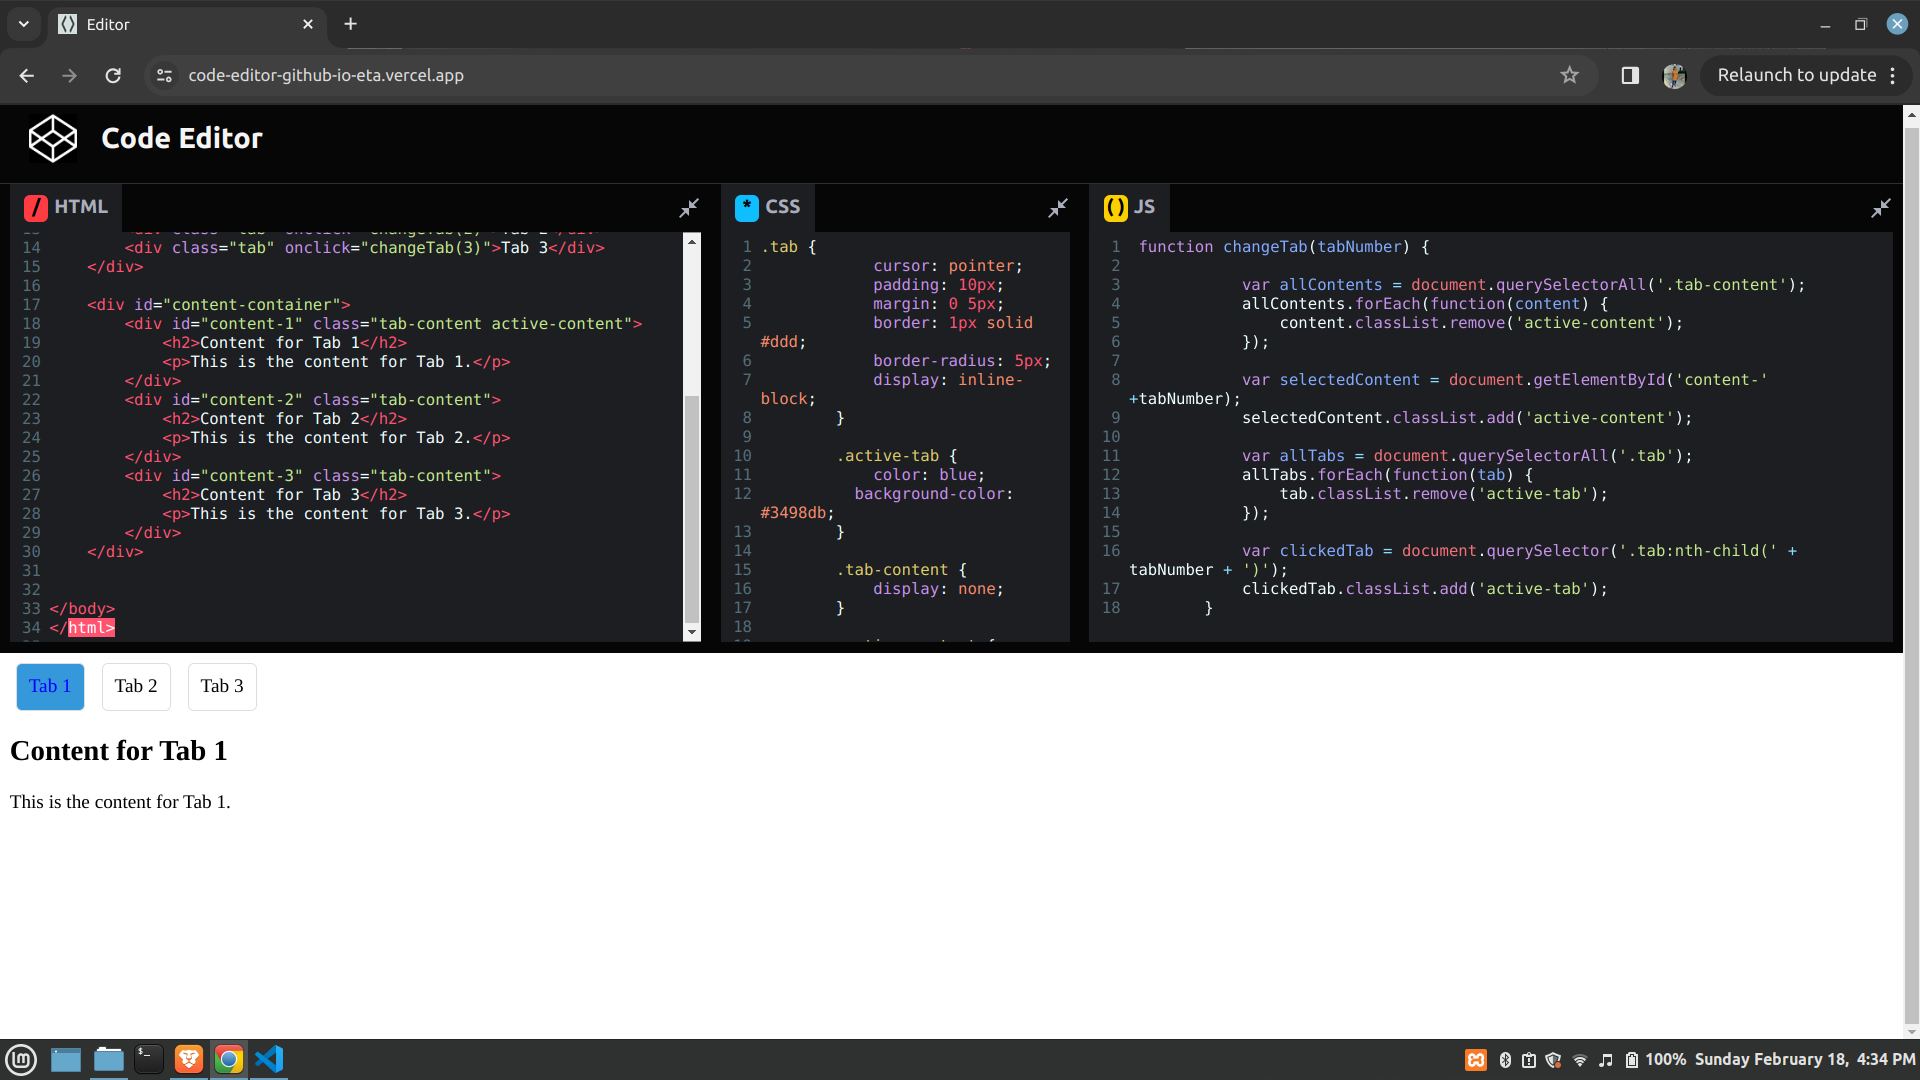 Editor
code-editor-github-io-eta.vercel.app
Relaunch to update
Code Editor
/ HTML
14 <div class="tab" onclick="changeTab(3)">Tab 3</div>
15 </div>
16
17 <div id="content-container">
18 <div id="content-1" class="tab-content active-content">
19 <h2>Content for Tab 1</h2>
20 <p>This is the content for Tab 1.</p>
21 </div>
22 <div id="content-2" class="tab-content">
23 <h2>Content for Tab 2</h2>
24 <p>This is the content for Tab 2.</p>
25 </div>
26 <div id="content-3" class="tab-content">
27 <h2>Content for Tab 3</h2>
28 <p>This is the content for Tab 3.</p>
29 </div>
30 </div>
31
32
33 </body>
34 </html>
* CSS
1 .tab {
2 cursor: pointer;
3 padding: 10px;
4 margin: 0 5px;
5 border: 1px solid
#ddd;
6 border-radius: 5px;
7 display: inline-
block;
8 }
9
10 .active-tab {
11 color: blue;
12 background-color:
#3498db;
13 }
14
15 .tab-content {
16 display: none;
17 }
18
() JS
1 function changeTab(tabNumber) {
2
3 var allContents = document.querySelectorAll('.tab-content');
4 allContents.forEach(function(content) {
5 content.classList.remove('active-content');
6 });
7
8 var selectedContent = document.getElementById('content-'
+tabNumber);
9 selectedContent.classList.add('active-content');
10
11 var allTabs = document.querySelectorAll('.tab');
12 allTabs.forEach(function(tab) {
13 tab.classList.remove('active-tab');
14 });
15
16 var clickedTab = document.querySelector('.tab:nth-child(' +
tabNumber + ')');
17 clickedTab.classList.add('active-tab');
18 }
Tab 1 Tab 2 Tab 3
Content for Tab 1
This is the content for Tab 1.
100% Sunday February 18, 4:34 PM